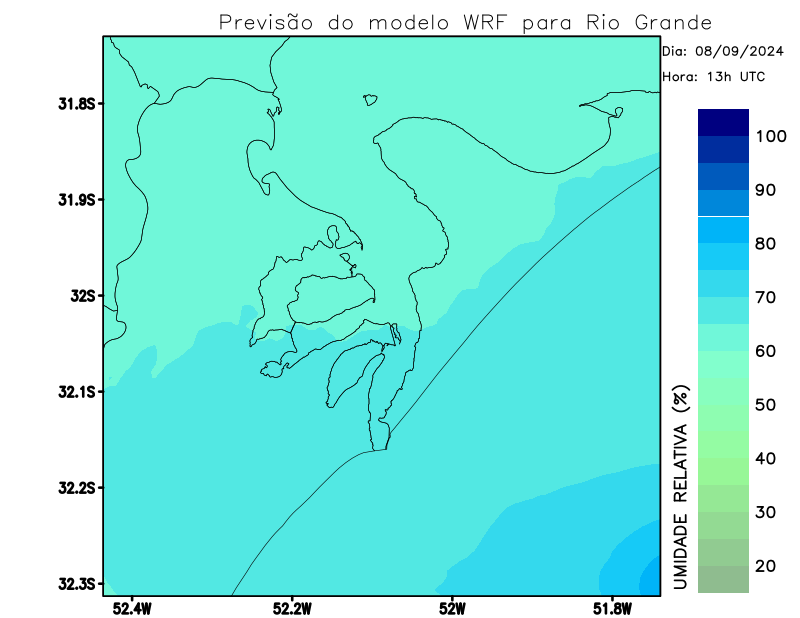 Previsão do modelo WRF para Rio Grande
Dia: 08/09/2024
Hora: 13h UTC
31.8S
31.9S
32S
32.1S
32.2S
32.3S
52.4W
52.2W
52W
51.8W
100
90
80
70
60
50
40
30
20
UMIDADE RELATIVA (%)